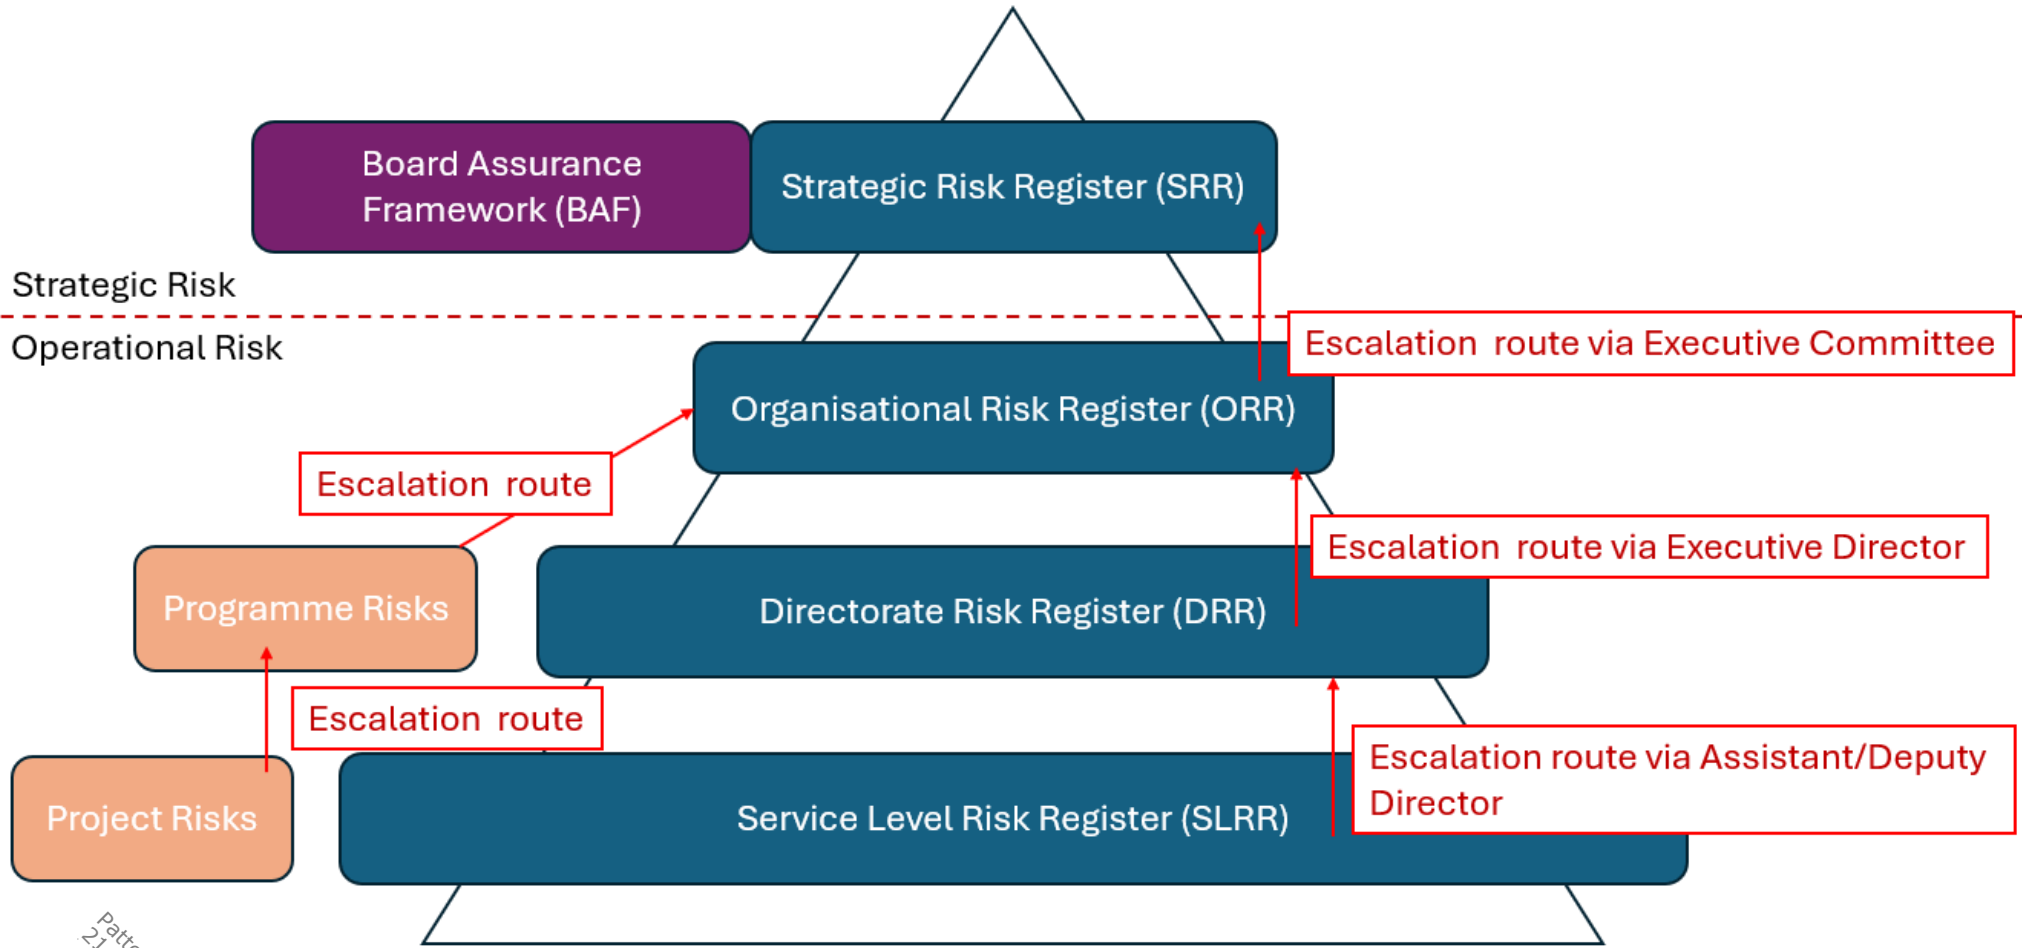 Board Assurance
Framework (BAF)
Strategic Risk Register (SRR)
Strategic Risk
Operational Risk
Escalation route via Executive Committee
Organisational Risk Register (ORR)
Escalation route
Escalation route via Executive Director
Programme Risks
Directorate Risk Register (DRR)
Escalation route
Escalation route via Assistant/Deputy
Director
Project Risks
Service Level Risk Register (SLRR)